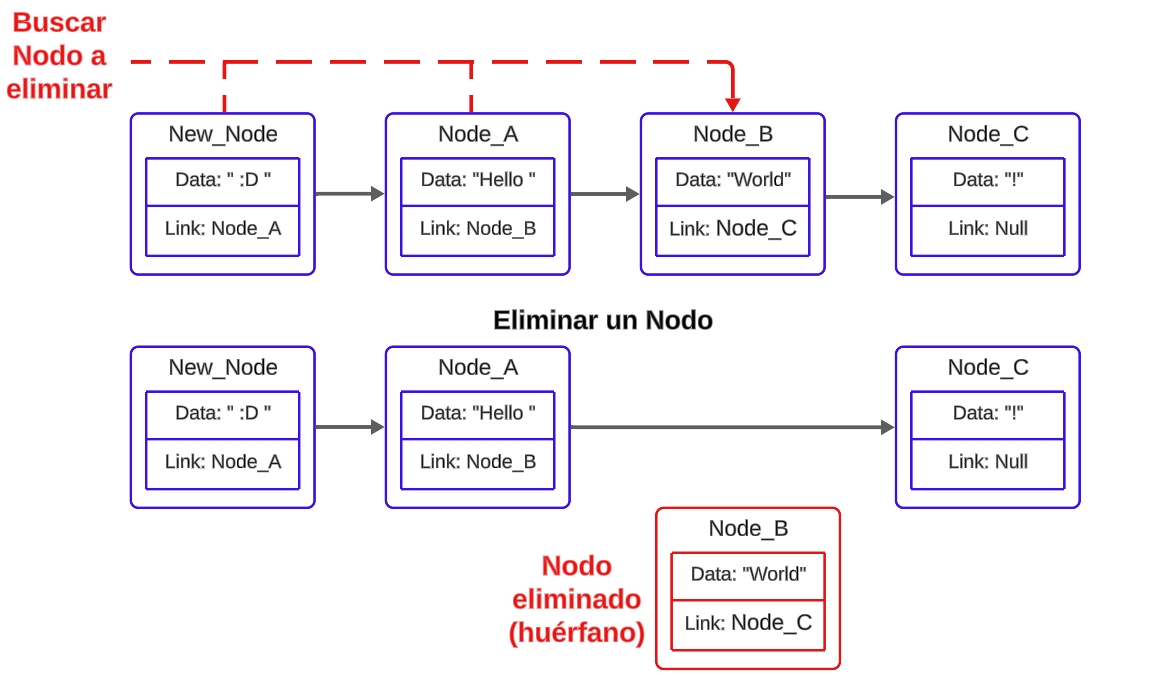 Buscar
Nodo a
eliminar
New_Node
Data: " :D "
Link: Node_A
Node_A
Data: "Hello "
Link: Node_B
Node_B
Data: "World"
Link: Node_C
Node_C
Data: "!"
Link: Null
Eliminar un Nodo
New_Node
Data: " :D "
Link: Node_A
Node_A
Data: "Hello "
Link: Node_B
Node_C
Data: "!"
Link: Null
Nodo
eliminado
(huérfano)
Node_B
Data: "World"
Link: Node_C